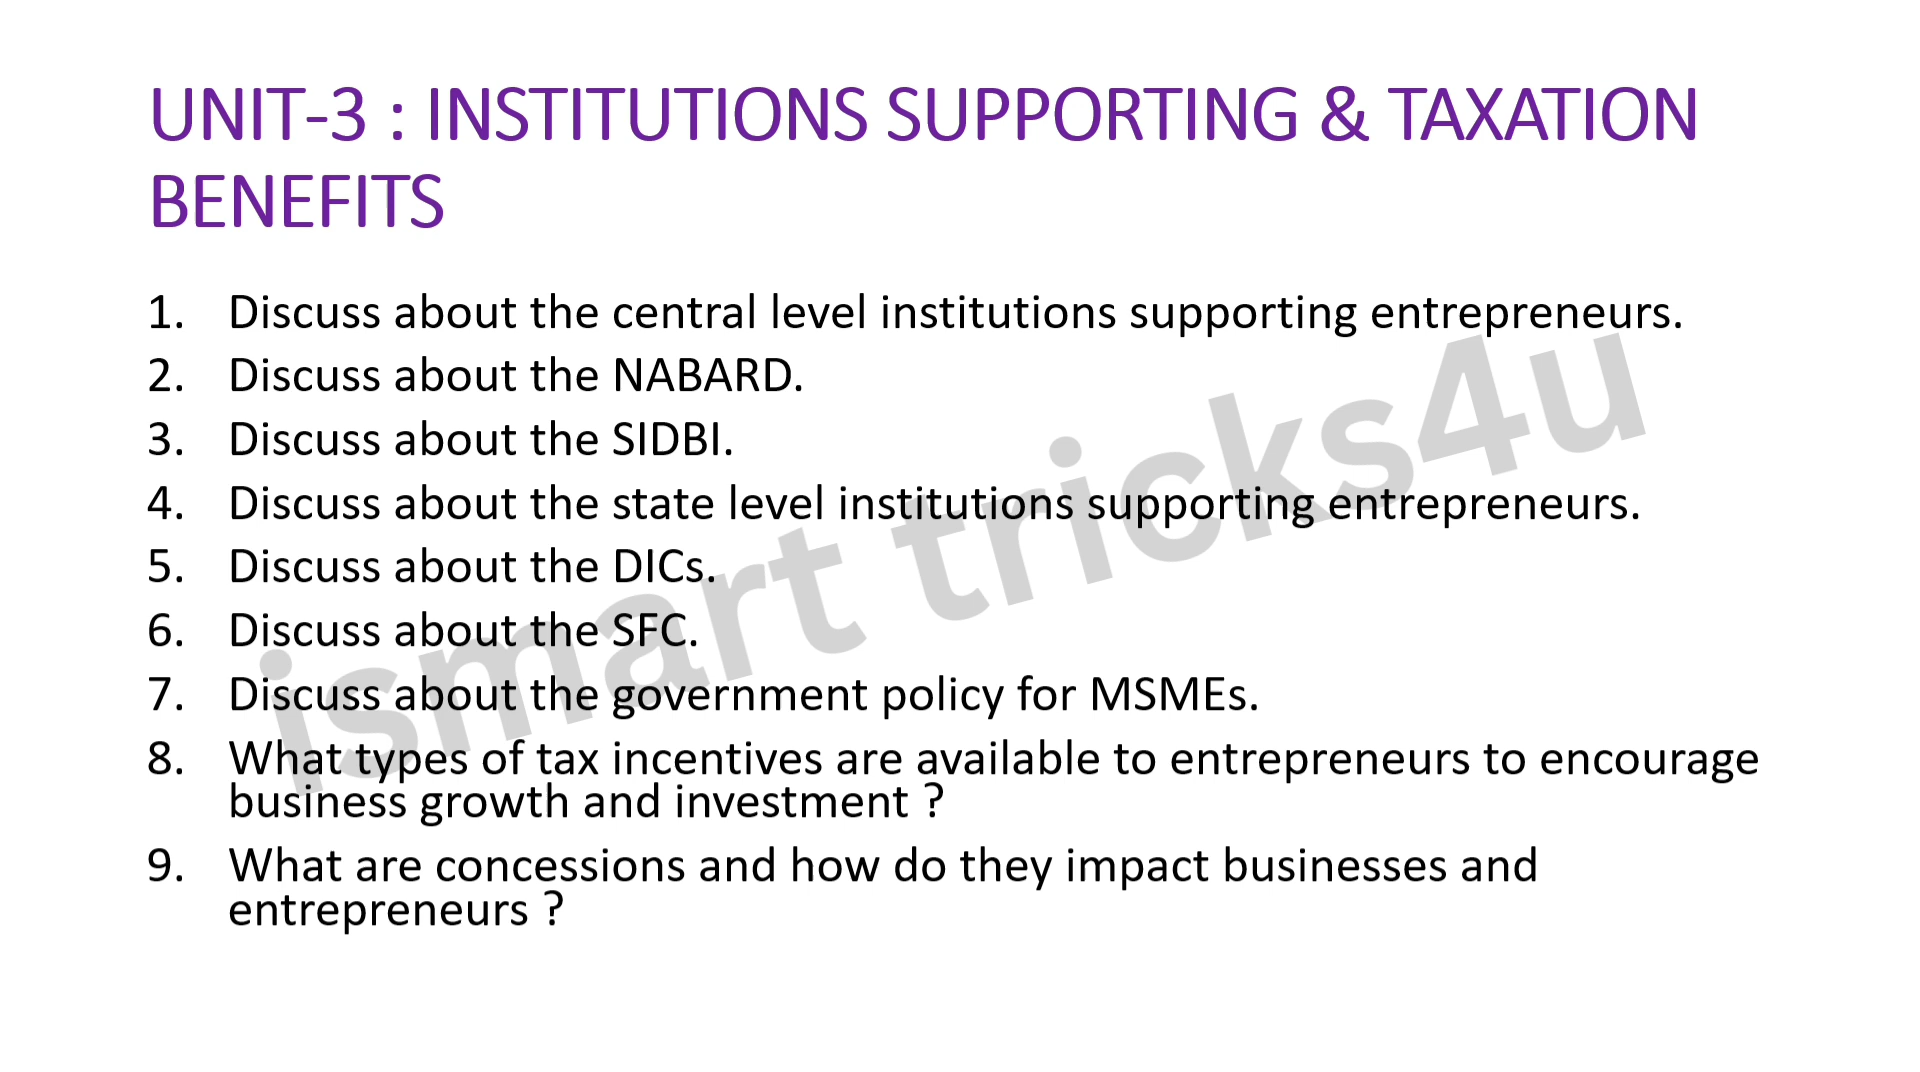 UNIT-3 : INSTITUTIONS SUPPORTING & TAXATION
BENEFITS
1. Discuss about the central level institutions supporting entrepreneurs.
2. Discuss about the NABARD.
3. Discuss about the SIDBI.
4. Discuss about the state level institutions supporting entrepreneurs.
5. Discuss about the DICs.
6. Discuss about the SFC.
7. Discuss about the government policy for MSMEs.
8. What types of tax incentives are available to entrepreneurs to encourage
business growth and investment ?
9. What are concessions and how do they impact businesses and
entrepreneurs ?
ismart tricks4u